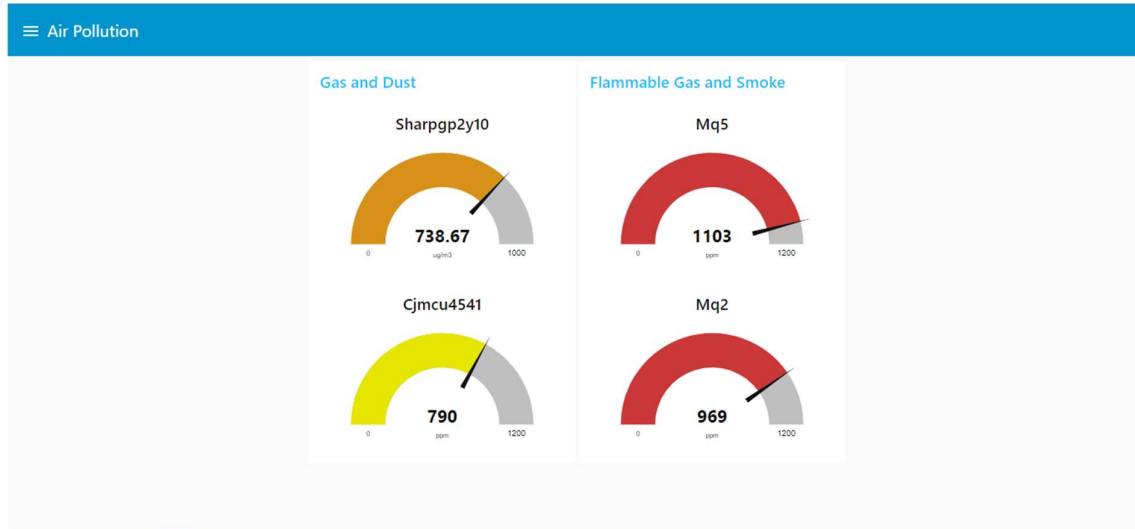 Air Pollution
Gas and Dust
Sharpgp2y10
738.67
ug/m3
0
1000
Cjmcu4541
790
ppm
0
1200
Flammable Gas and Smoke
Mq5
1103
ppm
0
1200
Mq2
969
ppm
0
1200